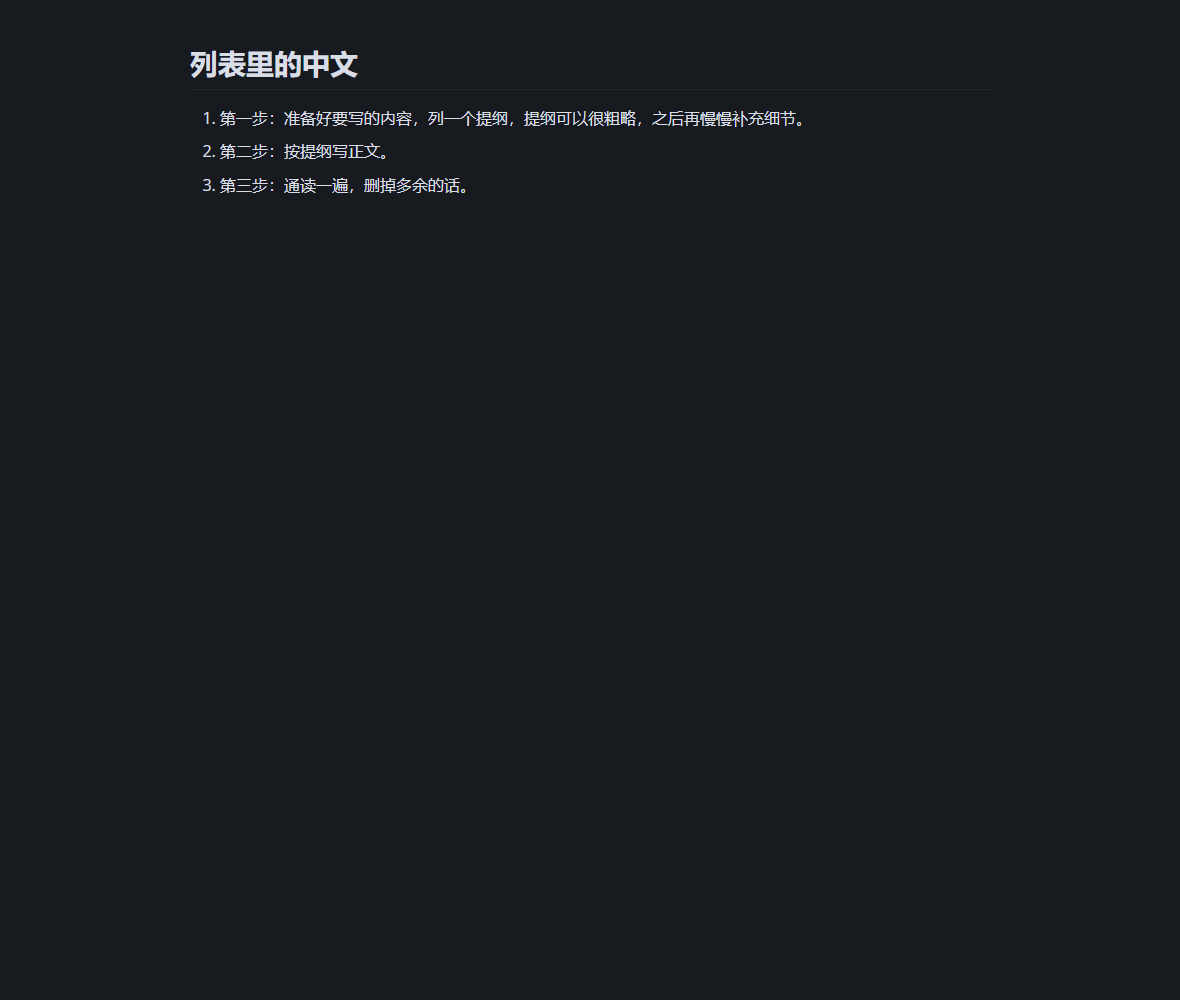 列表里的中文
1. 第一步：准备好要写的内容，列一个提纲，提纲可以很粗略，之后再慢慢补充细节。
2. 第二步：按提纲写正文。
3. 第三步：通读一遍，删掉多余的话。